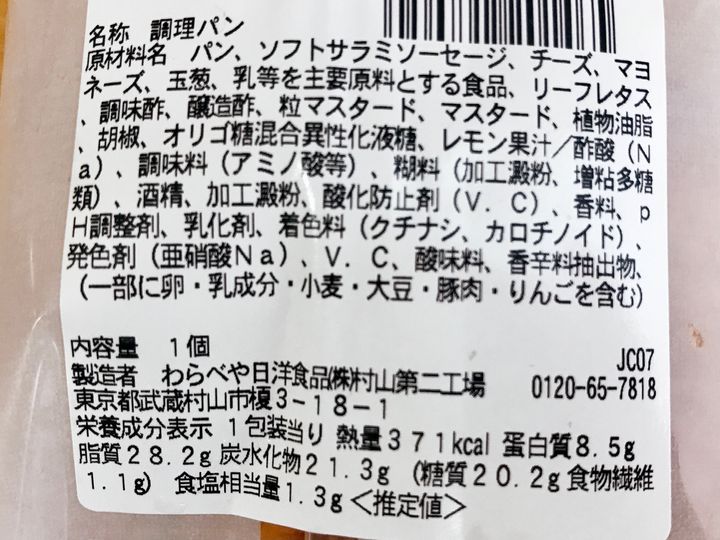 名称　調理パン
原材料名　パン、ソフトサラミソーセージ、チーズ、マヨ
ネーズ、玉葱、乳等を主要原料とする食品、リーフレタス
、調味酢、醸造酢、粒マスタード、マスタード、植物油脂
、胡椒、オリゴ糖混合異性化液糖、レモン果汁／酢酸（Ｎ
ａ）、調味料（アミノ酸等）、糊料（加工澱粉、増粘多糖
類）、酒精、加工澱粉、酸化防止剤（Ｖ．Ｃ）、香料、ｐ
Ｈ調整剤、乳化剤、着色料（クチナシ、カロチノイド）、
発色剤（亜硝酸Ｎａ）、Ｖ．Ｃ、酸味料、香辛料抽出物、
（一部に卵・乳成分・小麦・大豆・豚肉・りんごを含む）
内容量　１個　JC07
製造者　わらべや日洋食品㈱村山第二工場　0120-65-7818
東京都武蔵村山市榎３－１８－１
栄養成分表示　１包装当り　熱量３７１kcal　蛋白質8.5g
脂質２８.２g　炭水化物２１.３g　（糖質２０.２g　食物繊維
１.１g）　食塩相当量１.３g＜推定値＞